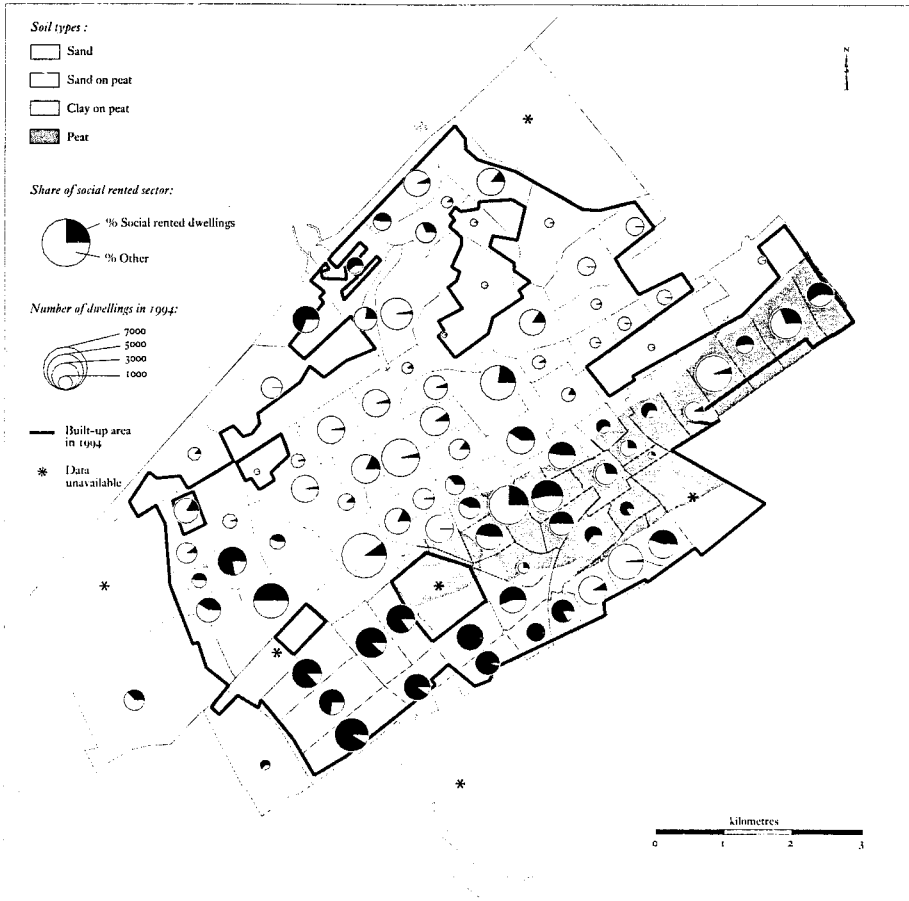 Soil types :
Sand
Sand on peat
Clay on peat
Peat
Share of social rented sector:
% Social rented dwellings
% Other
Number of dwellings in 1994:
7000
5000
3000
1000
Built-up area
in 1994
* Data
unavailable
N
kilometres
0 1 2 3